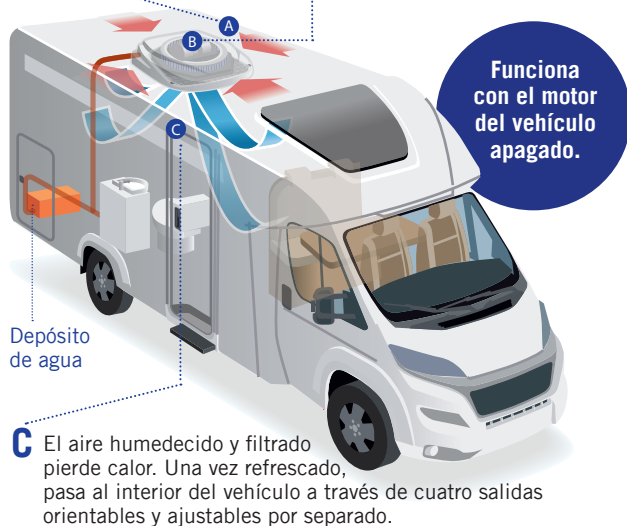 A
B
Funciona
con el motor
del vehículo
apagado.
C
Depósito
de agua
C El aire humedecido y filtrado
pierde calor. Una vez refrescado,
pasa al interior del vehículo a través de cuatro salidas
orientables y ajustables por separado.